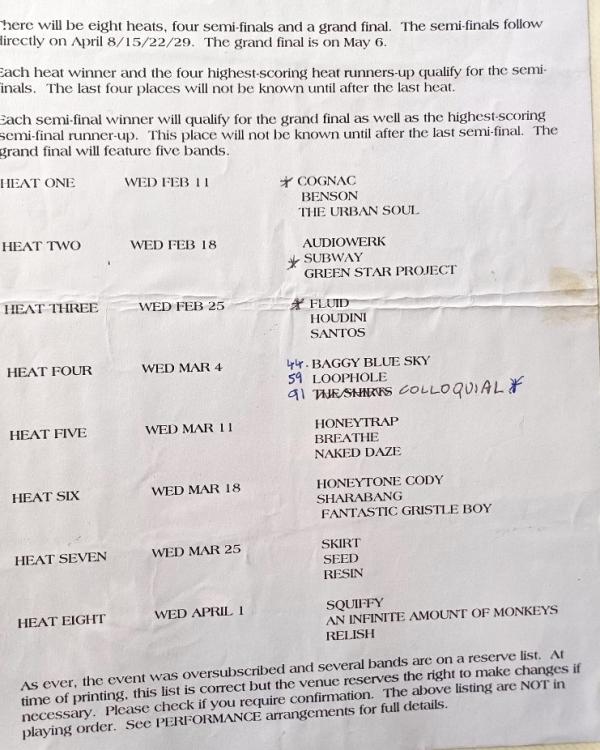 There will be eight heats, four semi-finals and a grand final. The semi-finals follow
directly on April 8/15/22/29. The grand final is on May 6.
Each heat winner and the four highest-scoring heat runners-up qualify for the semi-
finals. The last four places will not be known until after the last heat.
Each semi-final winner will qualify for the grand final as well as the highest-scoring
semi-final runner-up. This place will not be known until after the last semi-final. The
grand final will feature five bands.
HEAT ONE WED FEB 11 * COGNAC
BENSON
THE URBAN SOUL
HEAT TWO WED FEB 18 AUDIOWERK
* SUBWAY
GREEN STAR PROJECT
HEAT THREE WED FEB 25 * FLUID
HOUDINI
SANTOS
HEAT FOUR WED MAR 4 44. BAGGY BLUE SKY
59 LOOPHOLE
91 THE SHIRTS COLLOQUIAL *
HEAT FIVE WED MAR 11 HONEYTRAP
BREATHE
NAKED DAZE
HEAT SIX WED MAR 18 HONEYTONE CODY
SHARABANG
FANTASTIC GRISTLE BOY
HEAT SEVEN WED MAR 25 SKIRT
SEED
RESIN
HEAT EIGHT WED APRIL 1 SQUIFFY
AN INFINITE AMOUNT OF MONKEYS
RELISH
As ever, the event was oversubscribed and several bands are on a reserve list. At
time of printing, this list is correct but the venue reserves the right to make changes if
necessary. Please check if you require confirmation. The above listing are NOT in
playing order. See PERFORMANCE arrangements for full details.